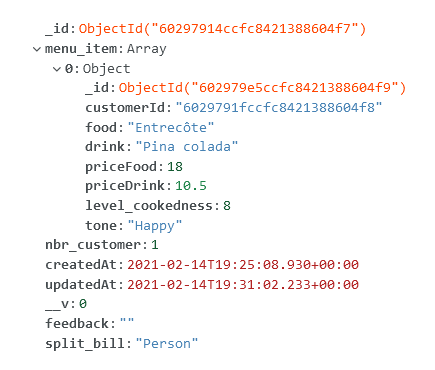 _id:ObjectId("60297914ccfc8421388604f7")
menu_item:Array
0:Object
_id:ObjectId("602979e5ccfc8421388604f9")
customerId:"6029791fccfc8421388604f8"
food:"Entrecôte"
drink:"Pina colada"
priceFood:18
priceDrink:10.5
level_cookedness:8
tone:"Happy"
nbr_customer:1
createdAt:2021-02-14T19:25:08.930+00:00
updatedAt:2021-02-14T19:31:02.233+00:00
__v:0
feedback:""
split_bill:"Person"